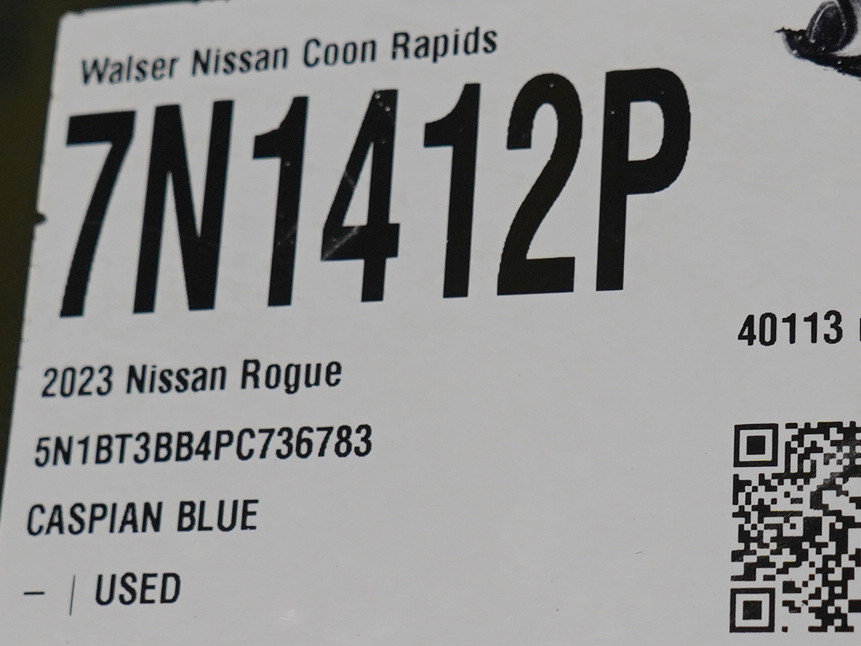 Walser Nissan Coon Rapids
7N1412P
40113
2023 Nissan Rogue
5N1BT3BB4PC736783
CASPIAN BLUE
– | USED